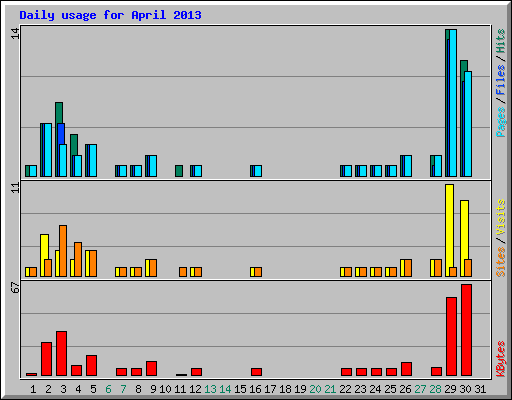 Daily usage for April 2013
14
Pages / Files / Hits
11
Sites / Visits
67
KBytes
1 2 3 4 5 6 7 8 9 10 11 12 13 14 15 16 17 18 19 20 21 22 23 24 25 26 27 28 29 30 31